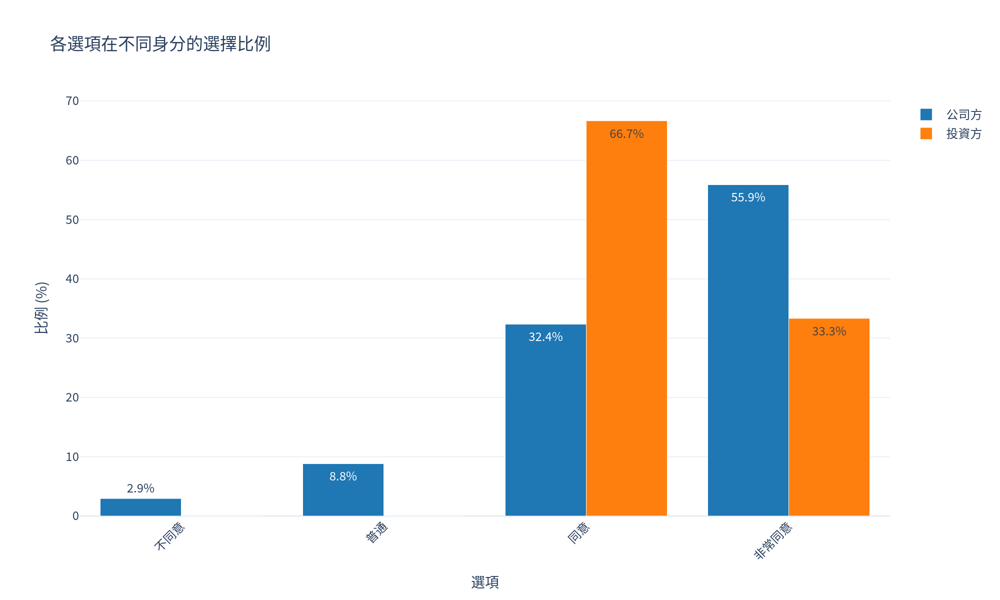 各選項在不同身分的選擇比例
公司方
投資方
比例 (%)
70
60
50
40
30
20
10
0
2.9%
8.8%
32.4%
66.7%
55.9%
33.3%
不同意
普通
同意
非常同意
選項